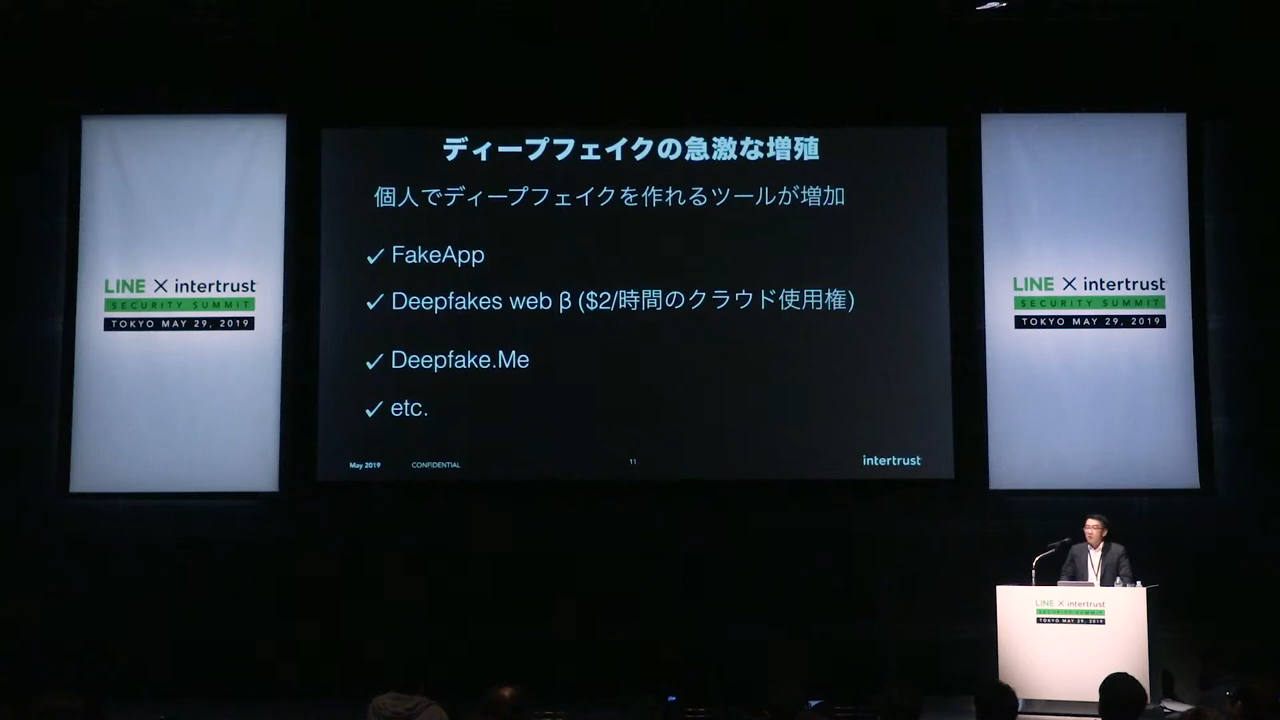 ディープフェイクの急激な増殖
個人でディープフェイクを作れるツールが増加
✓ FakeApp
✓ Deepfakes web β ($2/時間のクラウド使用権)
✓ Deepfake.Me
✓ etc.
May 2019 CONFIDENTIAL 11 intertrust
LINE × intertrust
SECURITY SUMMIT
TOKYO MAY 29, 2019
LINE × intertrust
SECURITY SUMMIT
TOKYO MAY 29, 2019
LINE × intertrust
SECURITY SUMMIT
TOKYO MAY 29, 2019